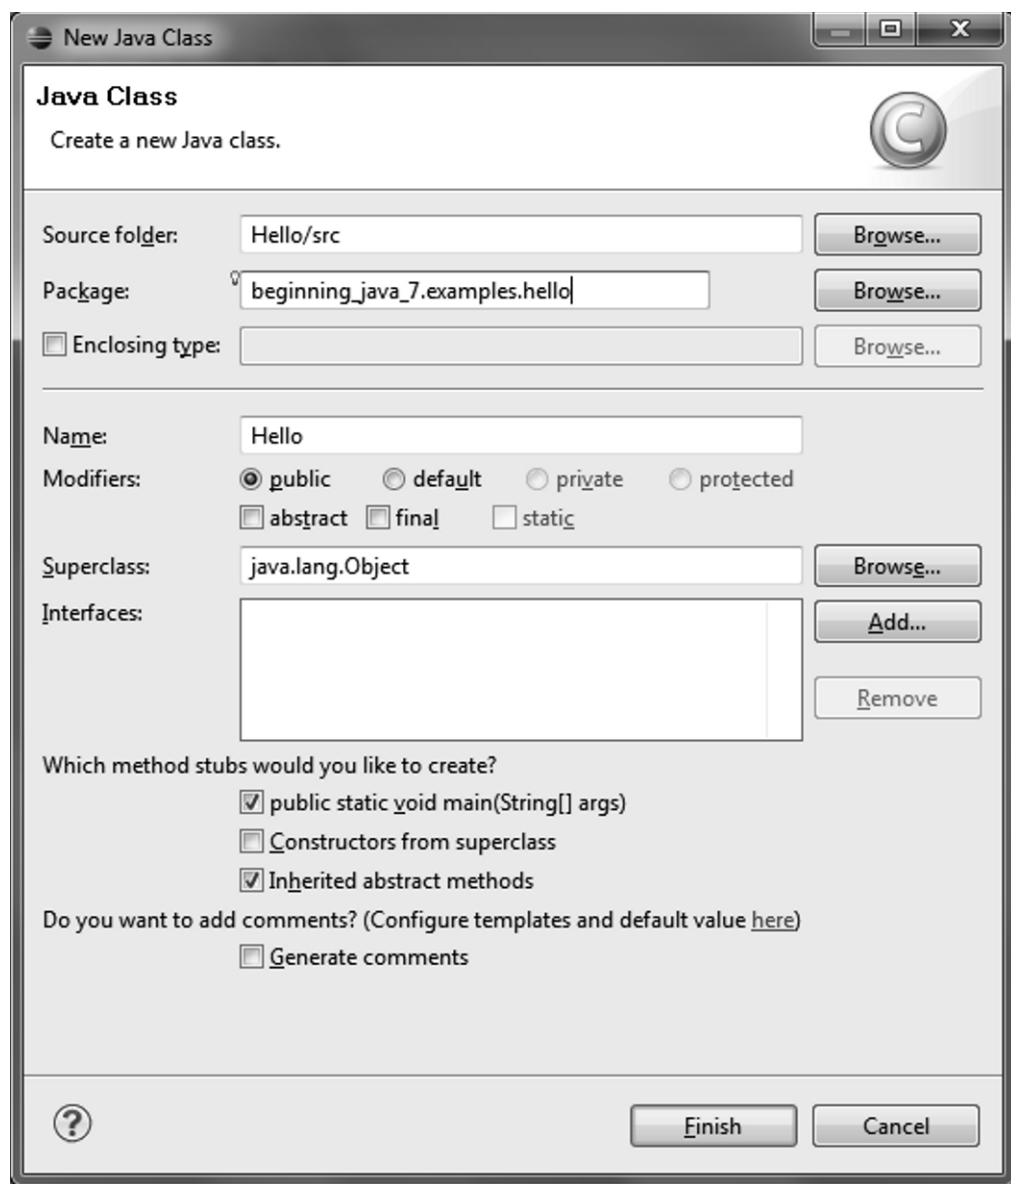 New Java Class
Java Class
Create a new Java class.
Source folder: Hello/src Browse...
Package: beginning_java_7.examples.hello Browse...
Enclosing type: Browse...
Name: Hello
Modifiers: public default private protected
abstract final static
Superclass: java.lang.Object Browse...
Interfaces: Add...
Remove
Which method stubs would you like to create?
public static void main(String[] args)
Constructors from superclass
Inherited abstract methods
Do you want to add comments? (Configure templates and default value here)
Generate comments
? Finish Cancel